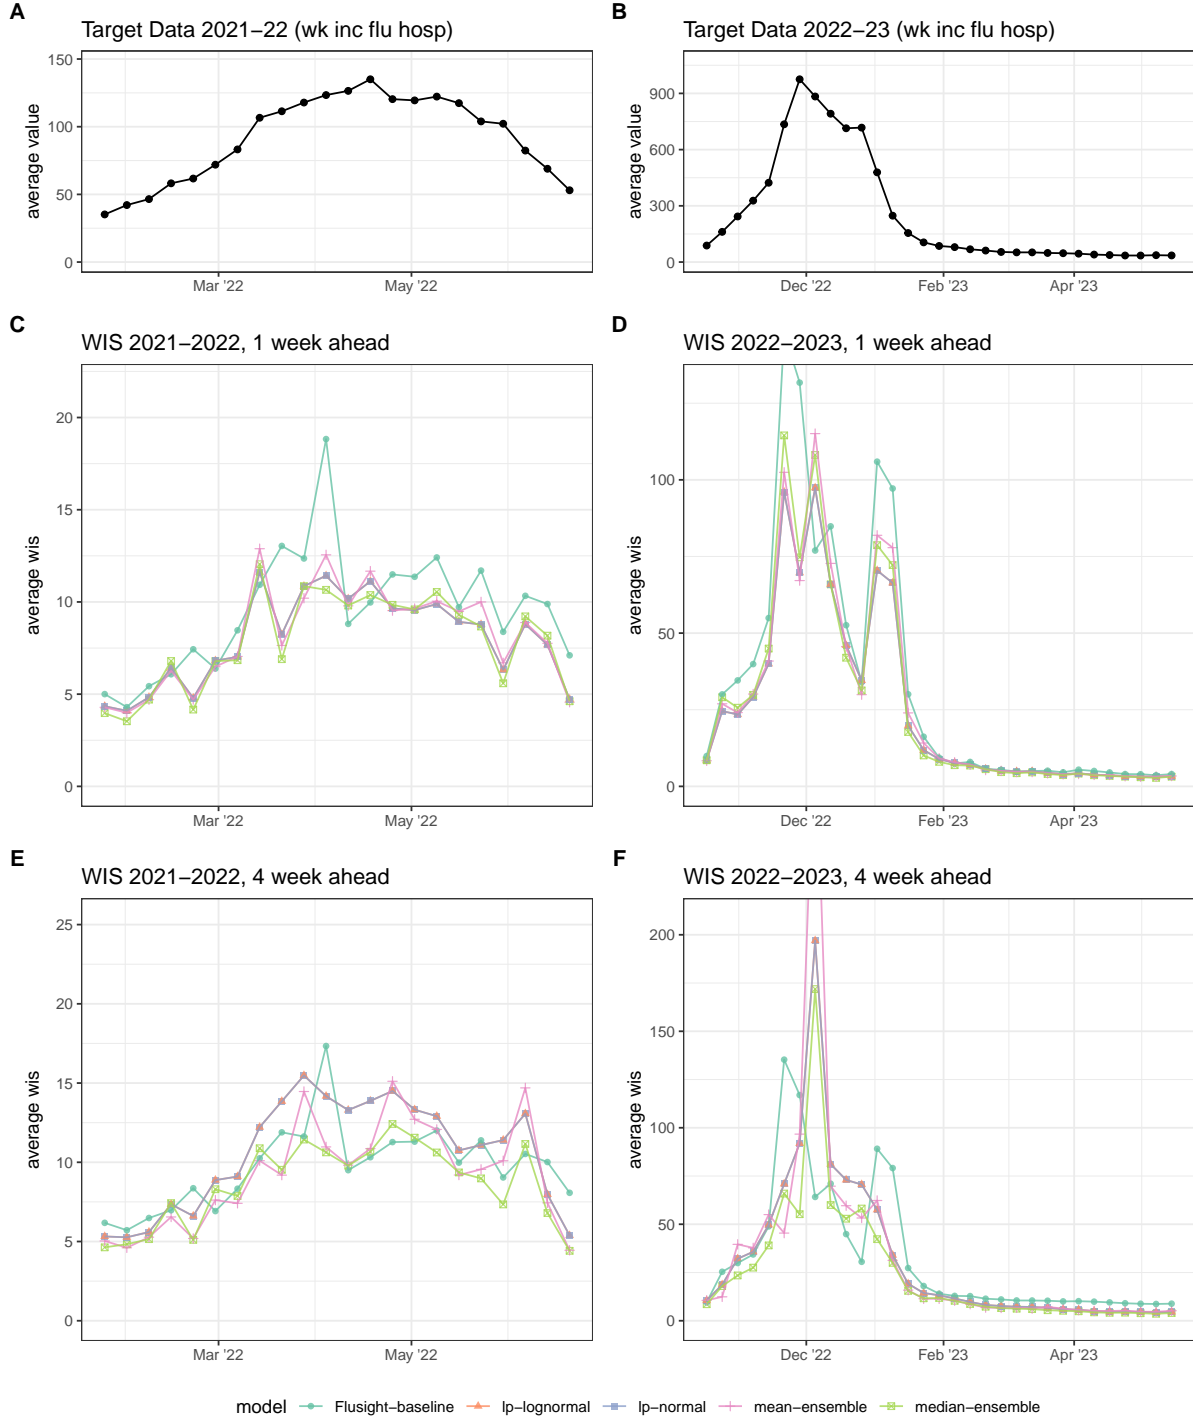 A
Target Data 2021−22 (wk inc flu hosp)
average value
150
100
50
0
Mar '22
May '22
B
Target Data 2022−23 (wk inc flu hosp)
average value
900
600
300
0
Dec '22
Feb '23
Apr '23
C
WIS 2021−2022, 1 week ahead
average wis
20
15
10
5
0
Mar '22
May '22
D
WIS 2022−2023, 1 week ahead
average wis
100
50
0
Dec '22
Feb '23
Apr '23
E
WIS 2021−2022, 4 week ahead
average wis
25
20
15
10
5
0
Mar '22
May '22
F
WIS 2022−2023, 4 week ahead
average wis
200
150
100
50
0
Dec '22
Feb '23
Apr '23
model Flusight−baseline lp−lognormal lp−normal mean−ensemble median−ensemble